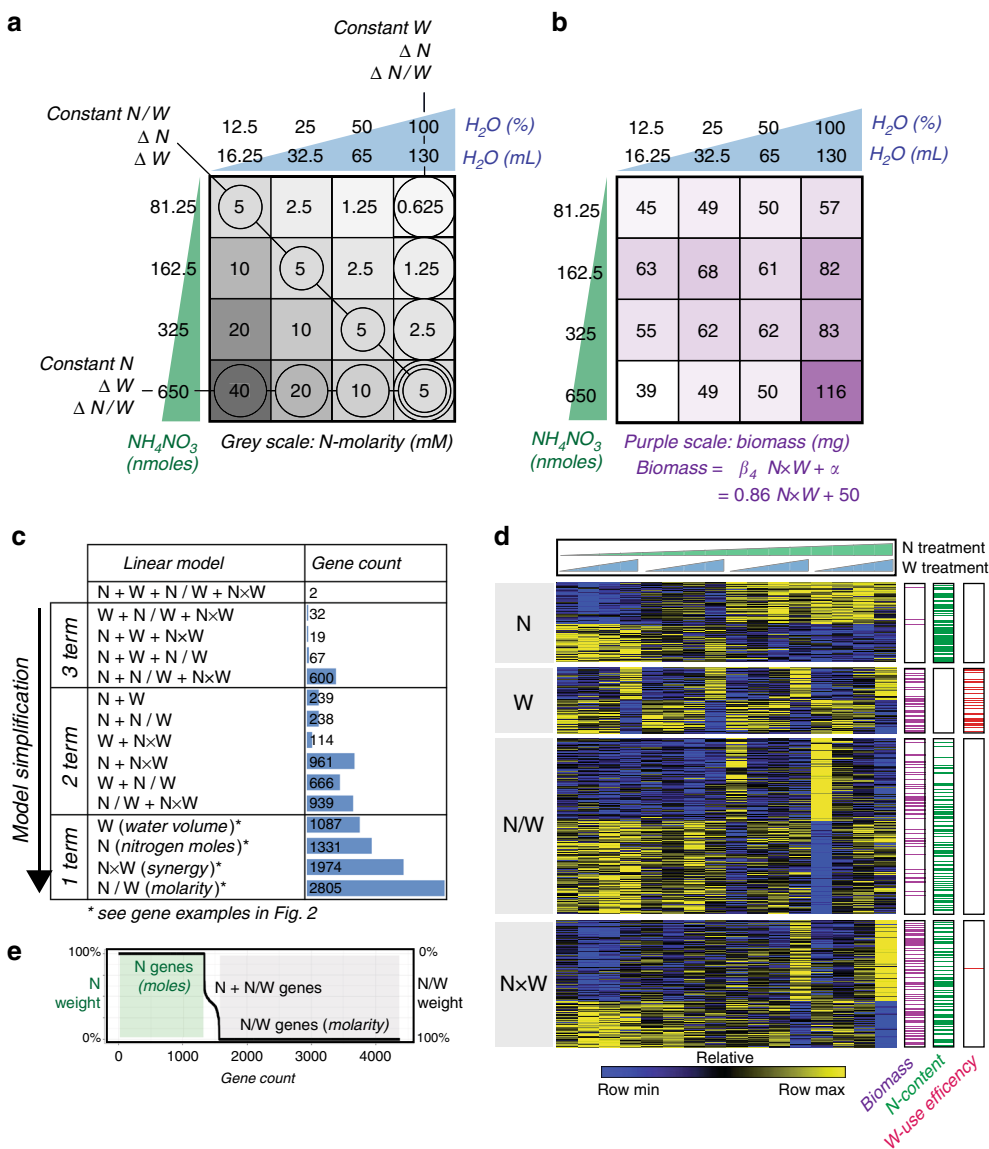 a
Constant W
Δ N
Δ N/W
Constant N/W
Δ N
Δ W
12.5 25 50 100 H2O (%)
16.25 32.5 65 130 H2O (mL)
81.25 5 2.5 1.25 0.625
162.5 10 5 2.5 1.25
325 20 10 5 2.5
Constant N
Δ W
Δ N/W
650 40 20 10 5
NH4NO3
(nmoles)
Grey scale: N-molarity (mM)
b
12.5 25 50 100 H2O (%)
16.25 32.5 65 130 H2O (mL)
81.25 45 49 50 57
162.5 63 68 61 82
325 55 62 62 83
650 39 49 50 116
NH4NO3
(nmoles)
Purple scale: biomass (mg)
Biomass = β4 N×W + α
= 0.86 N×W + 50
c
Linear model Gene count
N + W + N / W + N×W 2
W + N / W + N×W 32
N + W + N×W 19
N + W + N / W 67
N + N / W + N×W 600
N + W 239
N + N / W 238
W + N×W 114
N + N×W 961
W + N / W 666
N / W + N×W 939
W (water volume)* 1087
N (nitrogen moles)* 1331
N×W (synergy)* 1974
N / W (molarity)* 2805
3 term
2 term
1 term
Model simplification
* see gene examples in Fig. 2
d
N treatment
W treatment
N
W
N/W
N×W
Relative
Row min Row max
Biomass
N-content
W-use efficency
e
100% 0%
N
weight
N genes
(moles)
N + N/W genes
N/W
weight
N/W genes (molarity)
0% 100%
0 1000 2000 3000 4000
Gene count